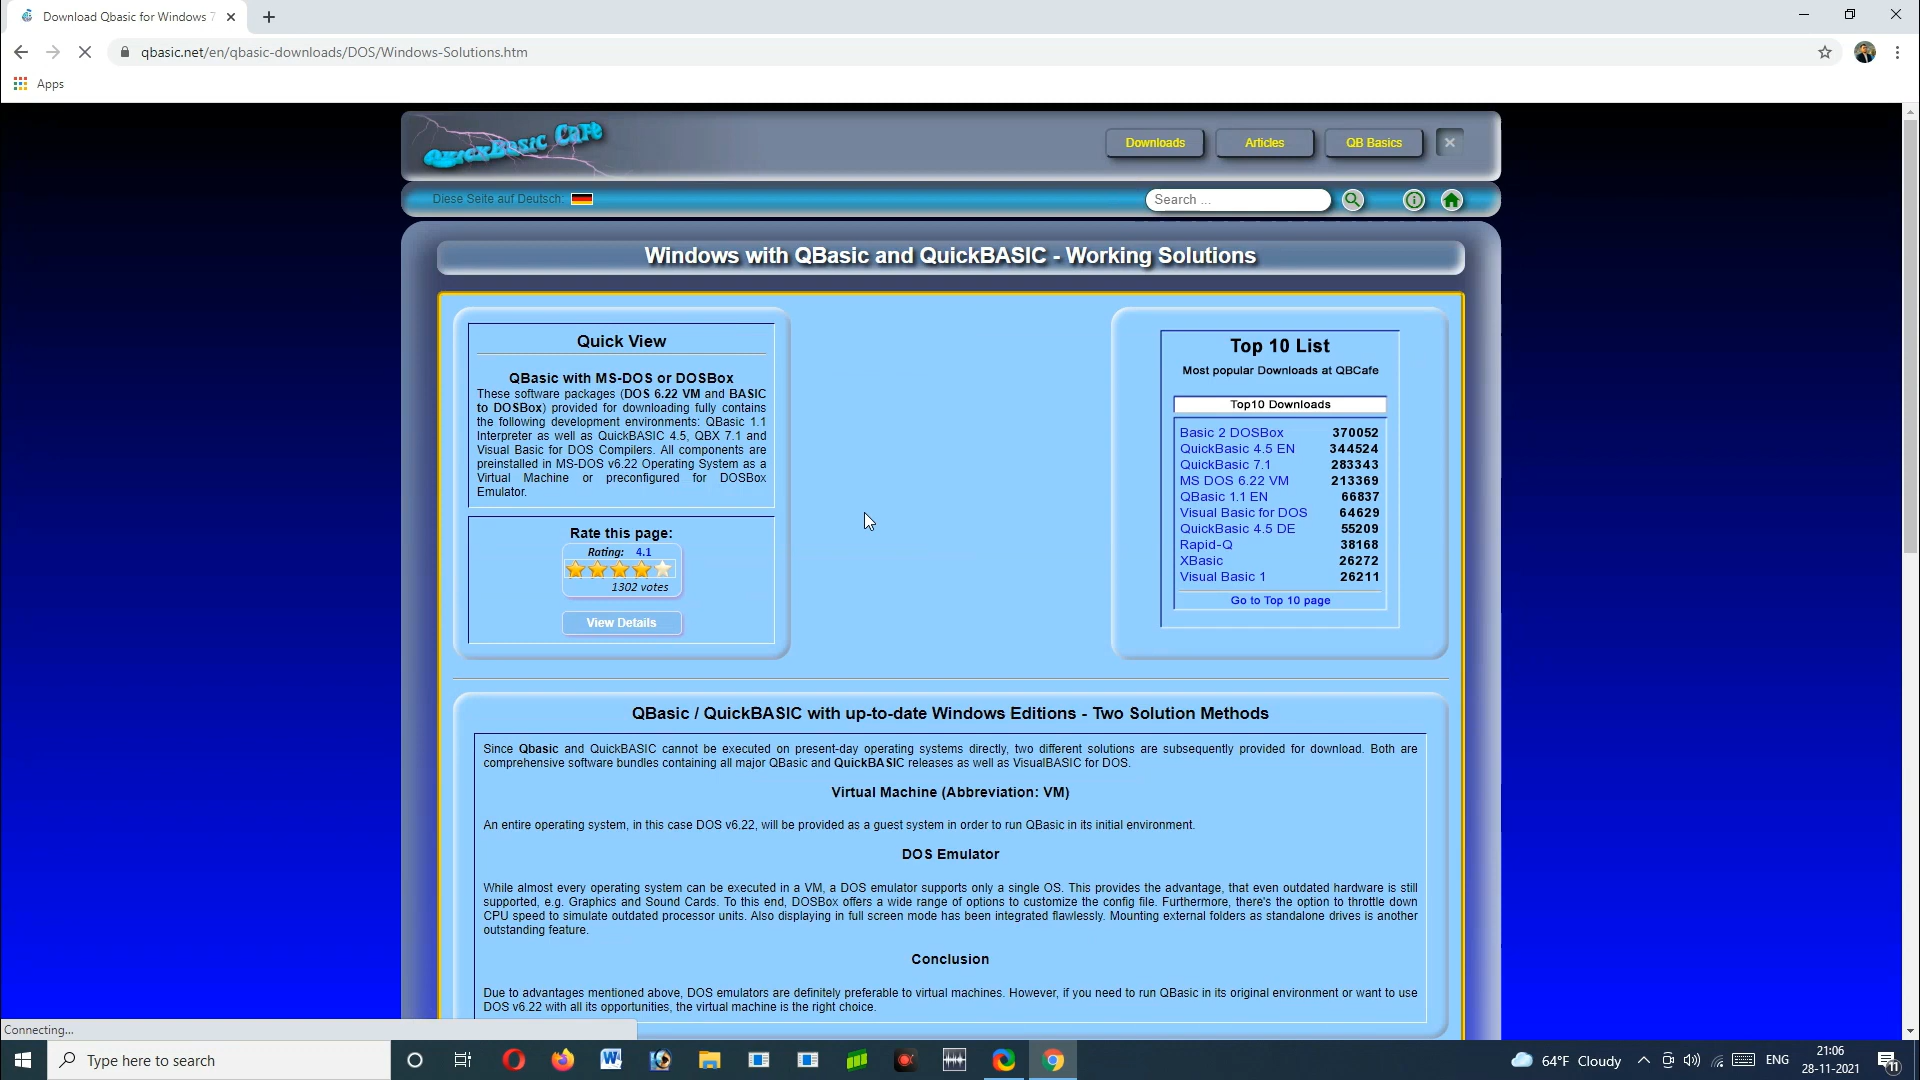 Download Qbasic for Windows 7
qbasic.net/en/qbasic-downloads/DOS/Windows-Solutions.htm
Apps
QuickBasic Cafe
Downloads
Articles
QB Basics
Diese Seite auf Deutsch:
Search ...
Windows with QBasic and QuickBASIC - Working Solutions
Quick View
QBasic with MS-DOS or DOSBox
These software packages (DOS 6.22 VM and BASIC
to DOSBox) provided for downloading fully contains
the following development environments: QBasic 1.1
Interpreter as well as QuickBASIC 4.5, QBX 7.1 and
Visual Basic for DOS Compilers. All components are
preinstalled in MS-DOS v6.22 Operating System as a
Virtual Machine or preconfigured for DOSBox
Emulator.
Rate this page:
Rating: 4.1
1302 votes
View Details
Top 10 List
Most popular Downloads at QBCafe
Top10 Downloads
Basic 2 DOSBox 370052
QuickBasic 4.5 EN 344524
QuickBasic 7.1 283343
MS DOS 6.22 VM 213369
QBasic 1.1 EN 66837
Visual Basic for DOS 64629
QuickBasic 4.5 DE 55209
Rapid-Q 38168
XBasic 26272
Visual Basic 1 26211
Go to Top 10 page
QBasic / QuickBASIC with up-to-date Windows Editions - Two Solution Methods
Since Qbasic and QuickBASIC cannot be executed on present-day operating systems directly, two different solutions are subsequently provided for download. Both are
comprehensive software bundles containing all major QBasic and QuickBASIC releases as well as VisualBASIC for DOS.
Virtual Machine (Abbreviation: VM)
An entire operating system, in this case DOS v6.22, will be provided as a guest system in order to run QBasic in its initial environment.
DOS Emulator
While almost every operating system can be executed in a VM, a DOS emulator supports only a single OS. This provides the advantage, that even outdated hardware is still
supported, e.g. Graphics and Sound Cards. To this end, DOSBox offers a wide range of options to customize the config file. Furthermore, there's the option to throttle down
CPU speed to simulate outdated processor units. Also displaying in full screen mode has been integrated flawlessly. Mounting external folders as standalone drives is another
outstanding feature.
Conclusion
Due to advantages mentioned above, DOS emulators are definitely preferable to virtual machines. However, if you need to run QBasic in its original environment or want to use
DOS v6.22 with all its opportunities, the virtual machine is the right choice.
Connecting...
Type here to search
64°F Cloudy
ENG
21:06
28-11-2021
11